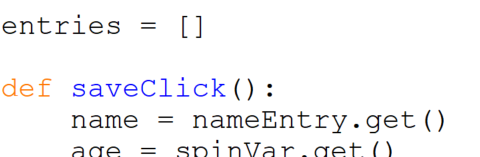 entries = []
def saveClick():
    name = nameEntry.get()
    age = spinVar.get()